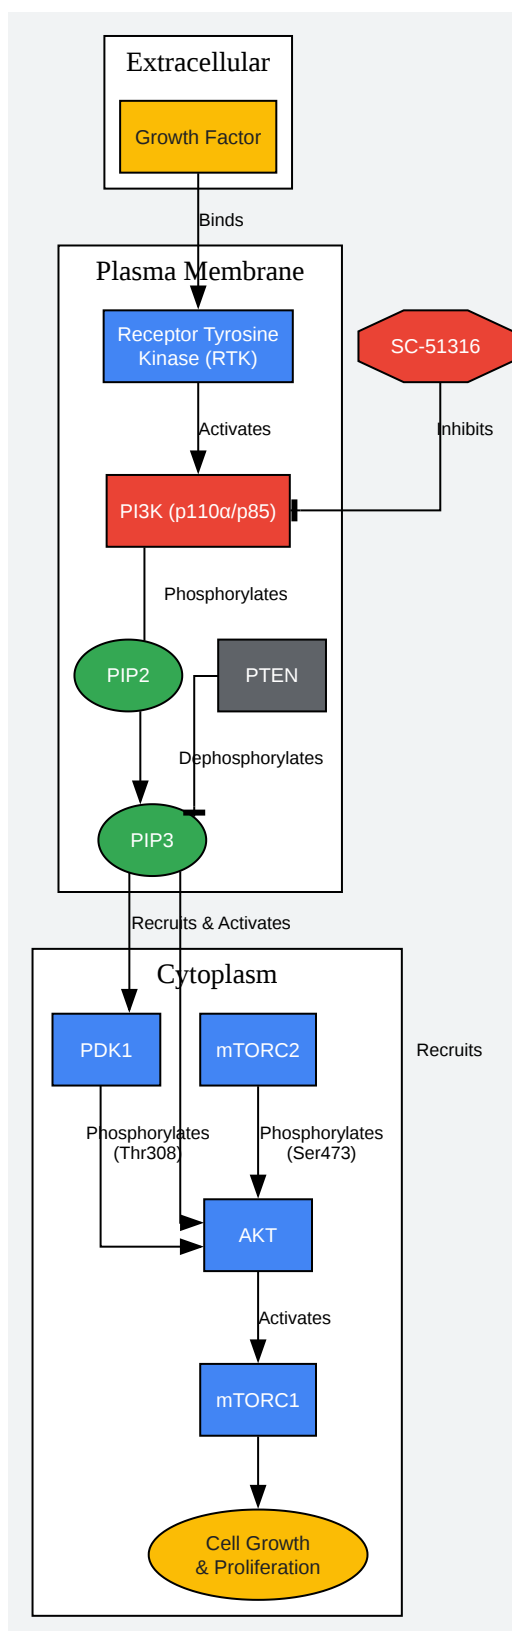 Extracellular
Growth Factor
Binds
Plasma Membrane
Receptor Tyrosine
Kinase (RTK)
SC-51316
Activates
Inhibits
PI3K (p110α/p85)
Phosphorylates
PIP2
PTEN
Dephosphorylates
PIP3
Recruits & Activates
Cytoplasm
PDK1
mTORC2
Recruits
Phosphorylates
(Thr308)
Phosphorylates
(Ser473)
AKT
Activates
mTORC1
Cell Growth
& Proliferation